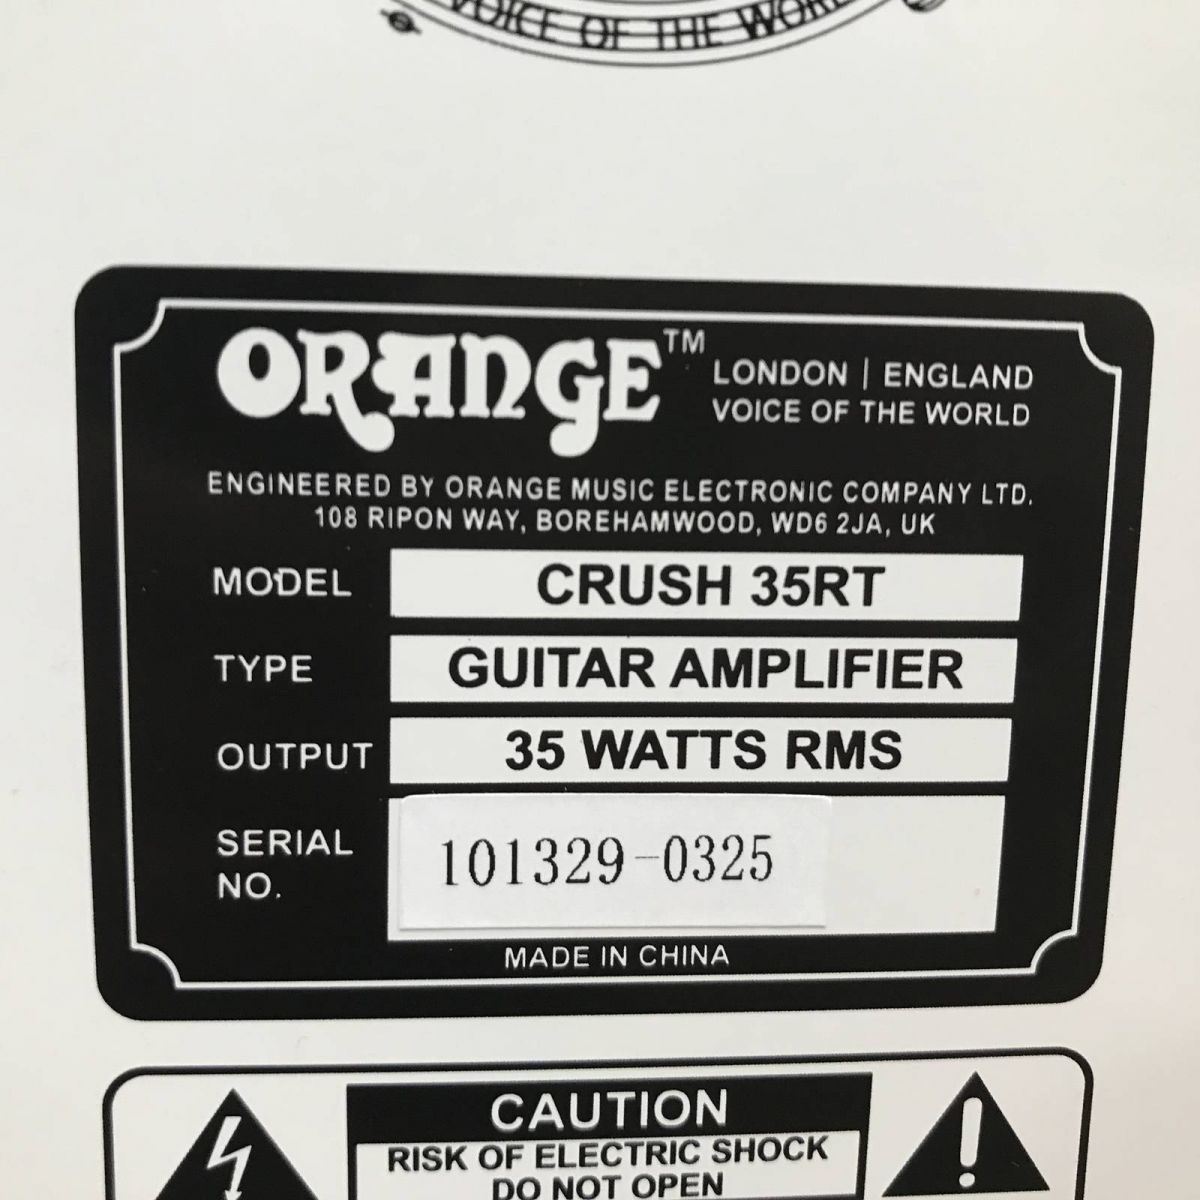 VOICE OF THE WORLD
ORANGE™
LONDON | ENGLAND
VOICE OF THE WORLD
ENGINEERED BY ORANGE MUSIC ELECTRONIC COMPANY LTD.
108 RIPON WAY, BOREHAMWOOD, WD6 2JA, UK
MODEL CRUSH 35RT
TYPE GUITAR AMPLIFIER
OUTPUT 35 WATTS RMS
SERIAL NO. 101329-0325
MADE IN CHINA
CAUTION
RISK OF ELECTRIC SHOCK
DO NOT OPEN